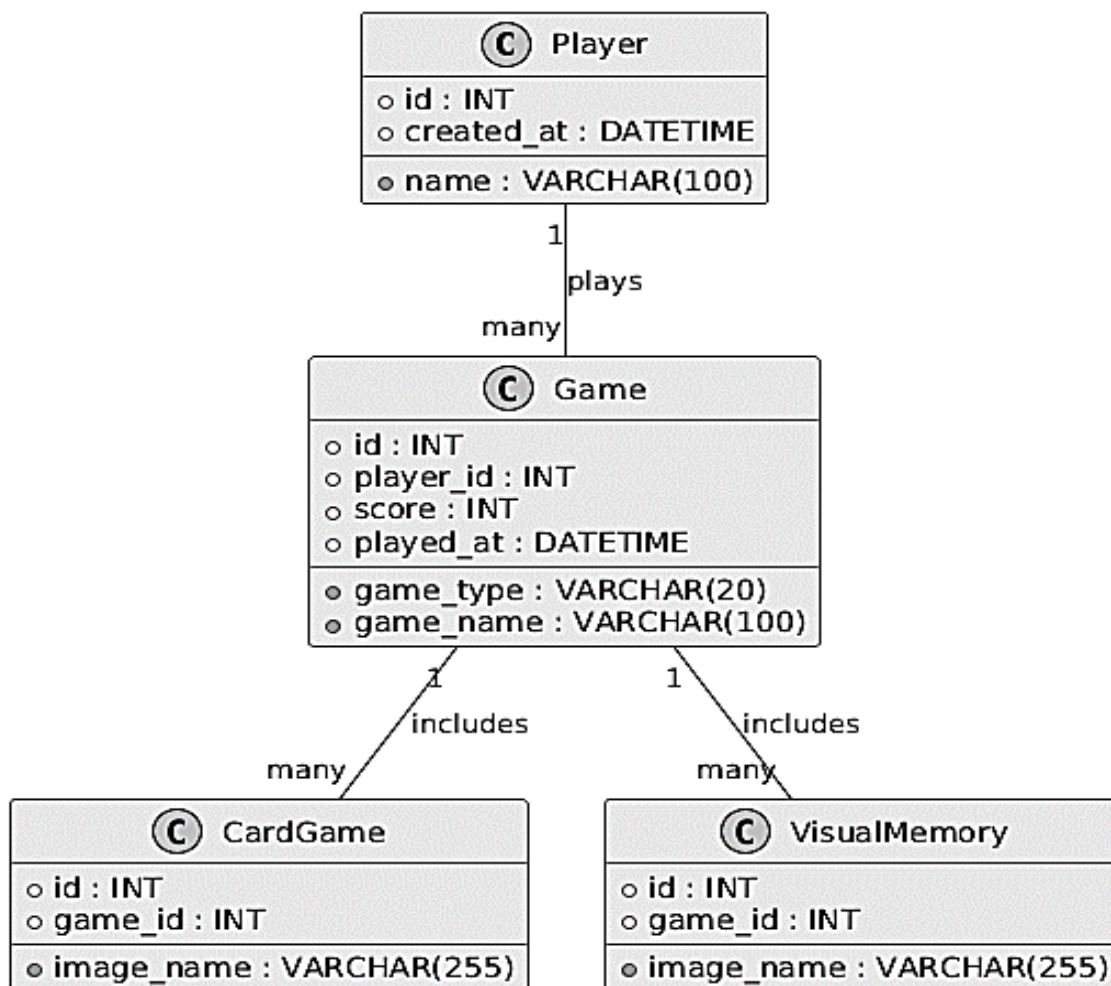 C Player
id : INT
created_at : DATETIME
name : VARCHAR(100)
1
plays
many
C Game
id : INT
player_id : INT
score : INT
played_at : DATETIME
game_type : VARCHAR(20)
game_name : VARCHAR(100)
1
includes
many
1
includes
many
C CardGame
id : INT
game_id : INT
image_name : VARCHAR(255)
C VisualMemory
id : INT
game_id : INT
image_name : VARCHAR(255)